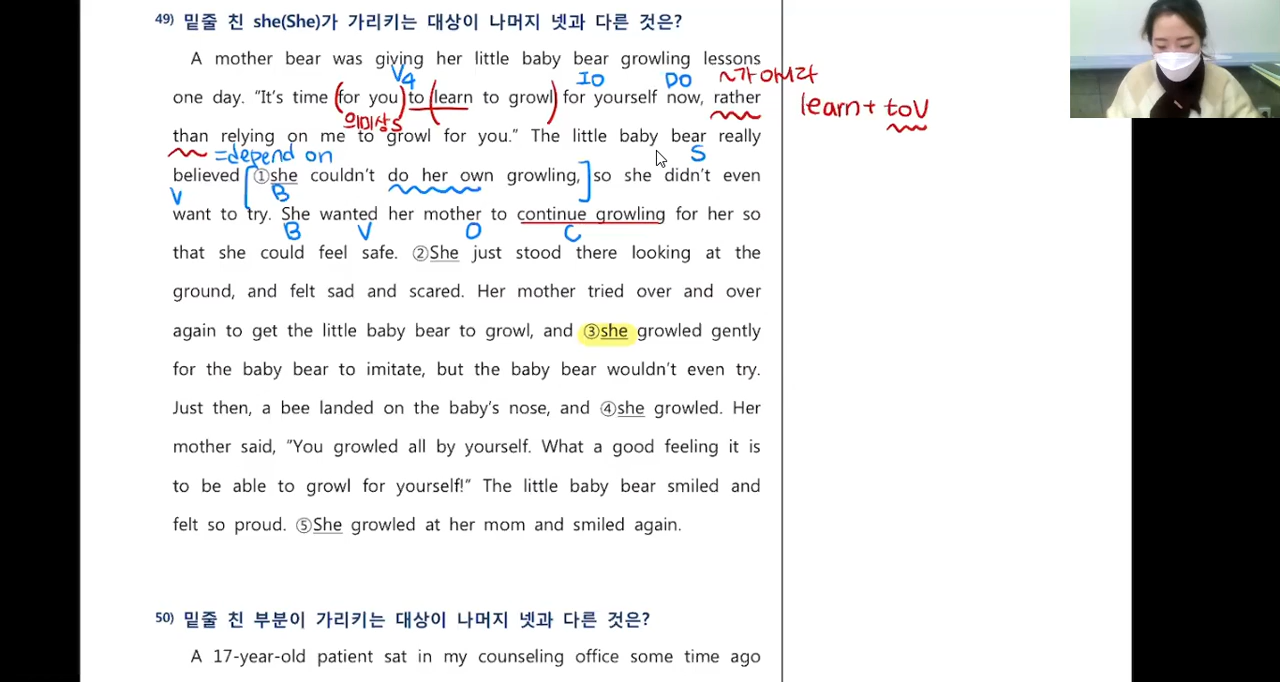 49) 밑줄 친 she(She)가 가리키는 대상이 나머지 넷과 다른 것은?
A mother bear was giving her little baby bear growling lessons
V4 IO DO ~가 아니라
one day. “It’s time for you to learn to growl for yourself now, rather
learn + toV
의미상S
than relying on me to growl for you.” The little baby bear really
=depend on S
believed ①she couldn’t do her own growling, so she didn’t even
V B
want to try. She wanted her mother to continue growling for her so
B V O C
that she could feel safe. ②She just stood there looking at the
ground, and felt sad and scared. Her mother tried over and over
again to get the little baby bear to growl, and ③she growled gently
for the baby bear to imitate, but the baby bear wouldn’t even try.
Just then, a bee landed on the baby’s nose, and ④she growled. Her
mother said, “You growled all by yourself. What a good feeling it is
to be able to growl for yourself!” The little baby bear smiled and
felt so proud. ⑤She growled at her mom and smiled again.
50) 밑줄 친 부분이 가리키는 대상이 나머지 넷과 다른 것은?
A 17-year-old patient sat in my counseling office some time ago